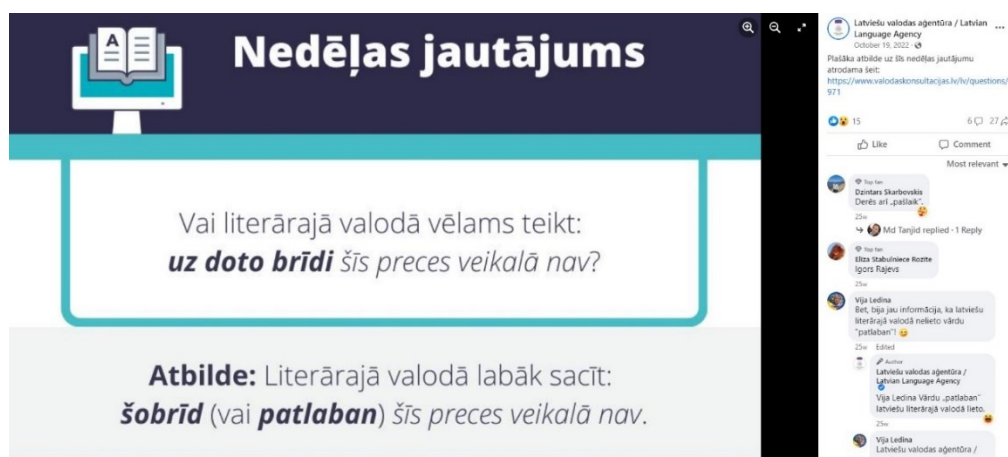 A
Nedēļas jautājums
Vai literārajā valodā vēlams teikt:
uz doto brīdi šīs preces veikalā nav?
Atbilde: Literārajā valodā labāk sacīt:
šobrīd (vai patlaban) šīs preces veikalā nav.
Latviešu valodas aģentūra / Latvian
Language Agency
October 19, 2022 ·
Plašāka atbilde uz šīs nedēļas jautājumu
atrodama šeit:
https://www.valodaskonsultacijas.lv/lv/questions/
971
15
6
27
Like
Comment
Most relevant
Top fan
Dzintars Skarbovskis
Derēs arī „pašlaik".
25w
Md Tanjid replied · 1 Reply
Top fan
Elīza Stabulniece Rozīte
Igors Rajevs
25w
Vija Ledina
Bet, bija jau informācija, ka latviešu
literārajā valodā nelieto vārdu
"patlaban"!
25w Edited
Author
Latviešu valodas aģentūra /
Latvian Language Agency
Vija Ledina Vārdu „patlaban"
latviešu literārajā valodā lieto.
25w
Vija Ledina
Latviešu valodas aģentūra /